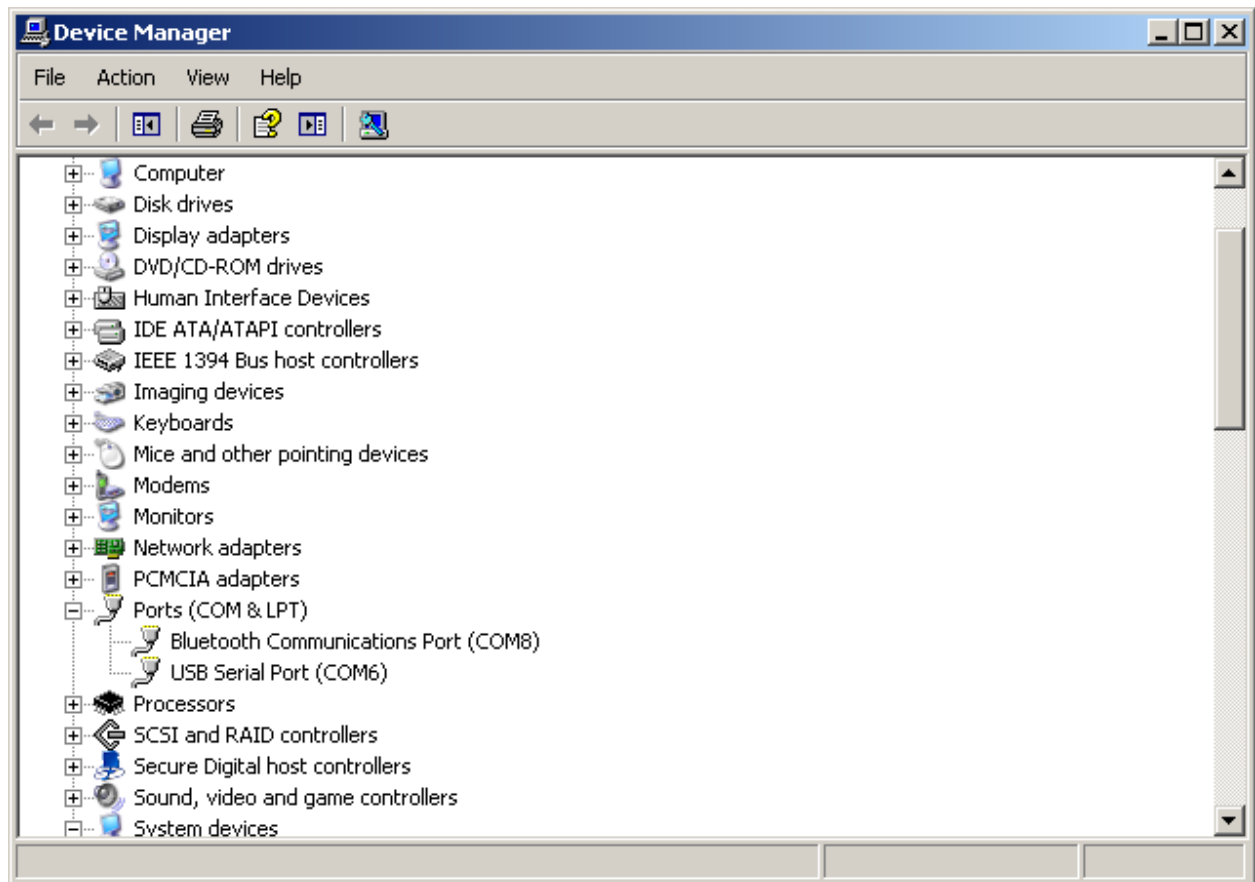 Device Manager
File Action View Help
Computer
Disk drives
Display adapters
DVD/CD-ROM drives
Human Interface Devices
IDE ATA/ATAPI controllers
IEEE 1394 Bus host controllers
Imaging devices
Keyboards
Mice and other pointing devices
Modems
Monitors
Network adapters
PCMCIA adapters
Ports (COM & LPT)
Bluetooth Communications Port (COM8)
USB Serial Port (COM6)
Processors
SCSI and RAID controllers
Secure Digital host controllers
Sound, video and game controllers
System devices